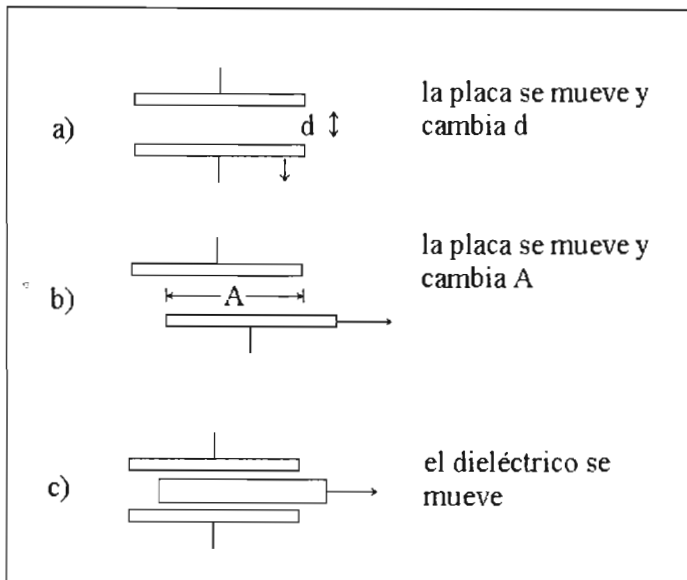 a)
d
la placa se mueve y
cambia d
b)
A
la placa se mueve y
cambia A
c)
el dieléctrico se
mueve